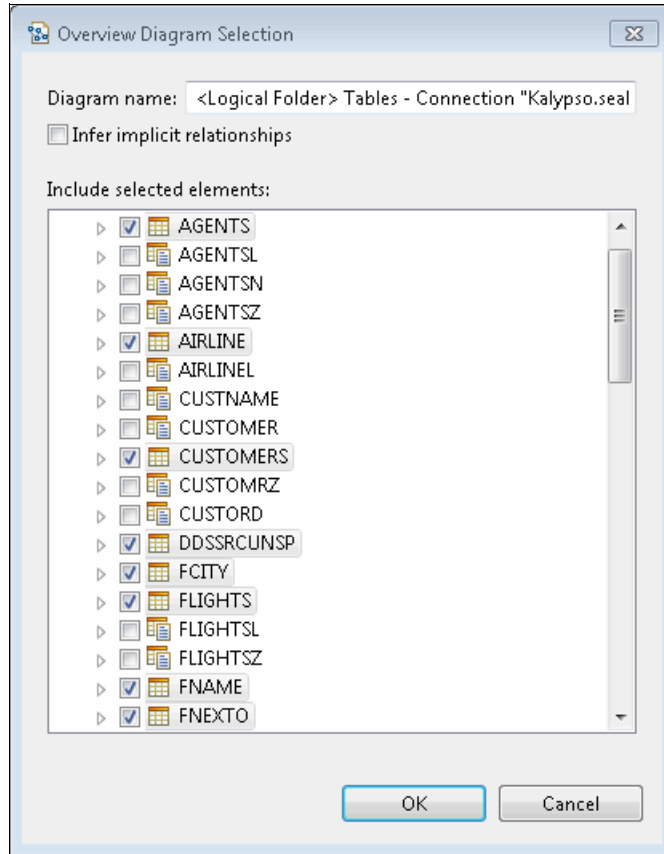 Overview Diagram Selection
Diagram name: <Logical Folder> Tables - Connection "Kalypso.seal
Infer implicit relationships
Include selected elements:
AGENTS
AGENTSL
AGENTSN
AGENTSZ
AIRLINE
AIRLINEL
CUSTNAME
CUSTOMER
CUSTOMERS
CUSTOMRZ
CUSTORD
DDSSRCUNSP
FCITY
FLIGHTS
FLIGHTSL
FLIGHTSZ
FNAME
FNEXTO
OK Cancel